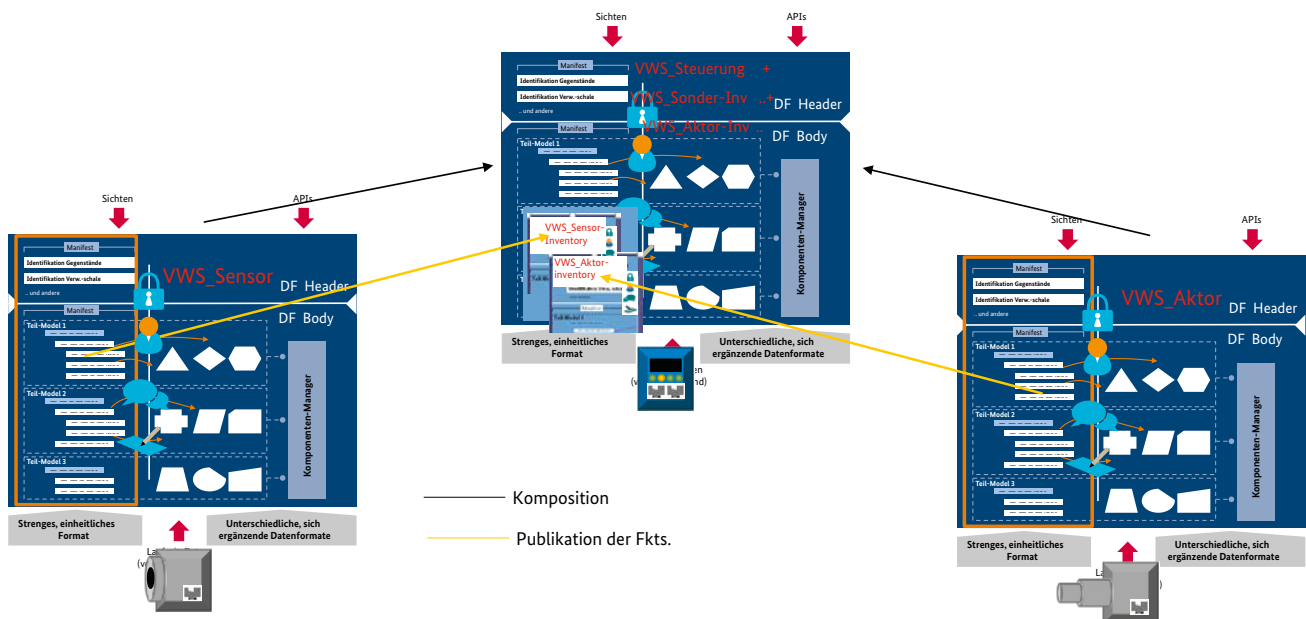 Sichten
APIs
Manifest
VWS_Steuerung +
Identifikation Gegenstände
Identifikation Verw.-schale
VWS_Sonder-Inv ..+
DF Header
.. und andere
Manifest
VWS_Aktor-Inv ..
DF Body
Teil-Model 1
VWS_Sensor-
Inventory
VWS_Aktor-
inventory
Komponenten-Manager
Strenges, einheitliches
Format
Unterschiedliche, sich
ergänzende Datenformate
Sichten
APIs
Manifest
Identifikation Gegenstände
Identifikation Verw.-schale
.. und andere
VWS_Sensor
DF Header
Manifest
DF Body
Teil-Model 1
Teil-Model 2
Teil-Model 3
Komponenten-Manager
Strenges, einheitliches
Format
Unterschiedliche, sich
ergänzende Datenformate
Komposition
Publikation der Fkts.
Sichten
APIs
Manifest
Identifikation Gegenstände
Identifikation Verw.-schale
.. und andere
VWS_Aktor
DF Header
Manifest
DF Body
Teil-Model 1
Teil-Model 2
Teil-Model 3
Komponenten-Manager
Strenges, einheitliches
Format
Unterschiedliche, sich
ergänzende Datenformate